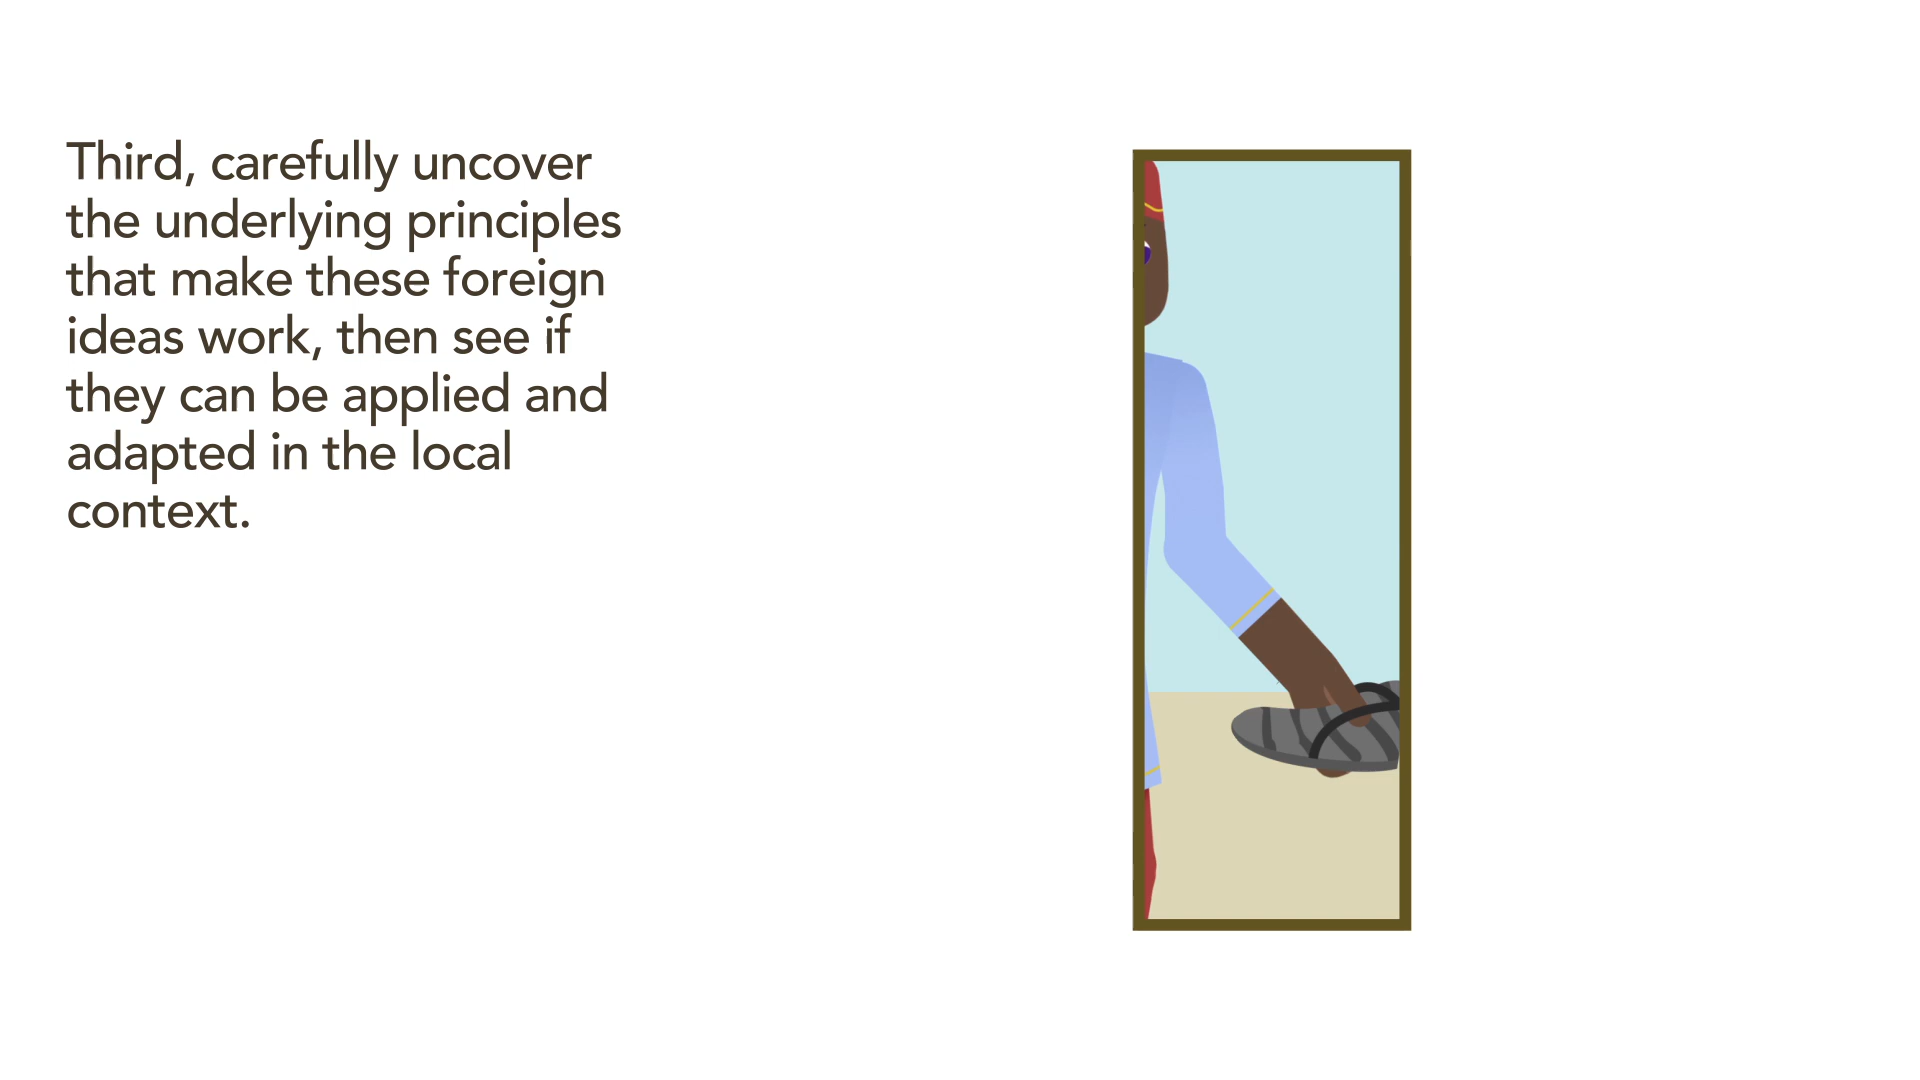 Third, carefully uncover
the underlying principles
that make these foreign
ideas work, then see if
they can be applied and
adapted in the local
context.